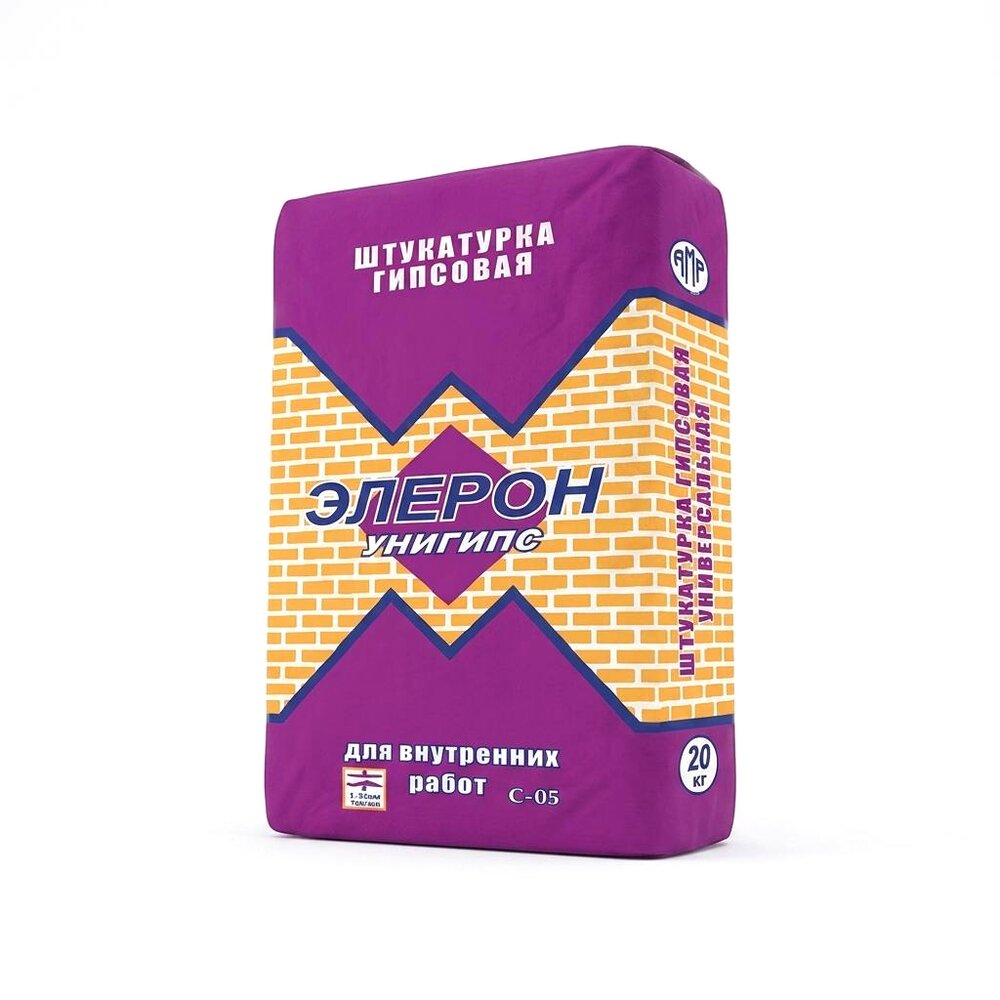 ШТУКАТУРКА
ГИПСОВАЯ
ЭЛЕРОН
УНИГИПС
для внутренних
работ
С-05
АМР
ШТУКАТУРКА ГИПСОВАЯ
УНИВЕРСАЛЬНАЯ
20
КГ